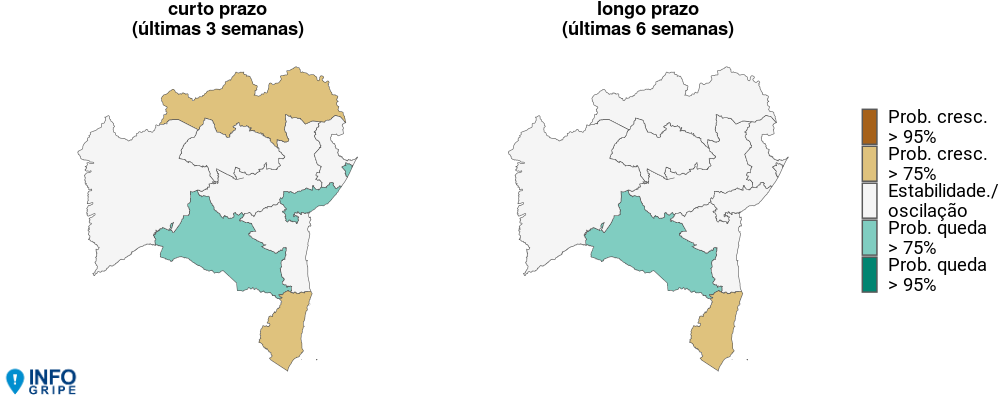 curto prazo
(últimas 3 semanas)
longo prazo
(últimas 6 semanas)
Prob. cresc.
> 95%
Prob. cresc.
> 75%
Estabilidade./
oscilação
Prob. queda
> 75%
Prob. queda
> 95%
INFO
GRIPE